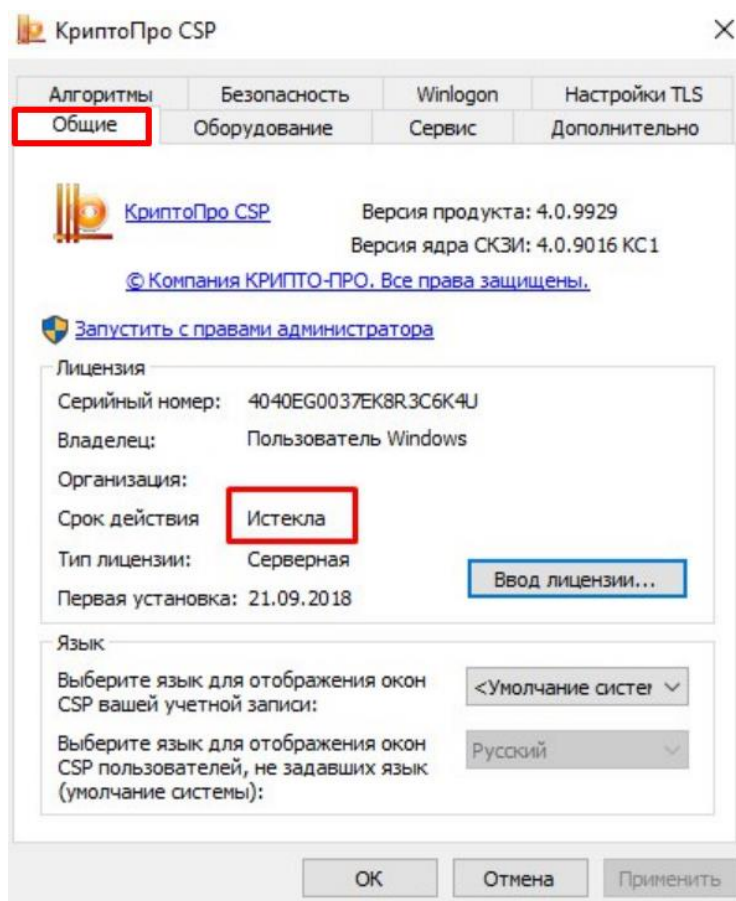 КриптоПро CSP
Алгоритмы Безопасность Winlogon Настройки TLS
Общие Оборудование Сервис Дополнительно
КриптоПро CSP Версия продукта: 4.0.9929
Версия ядра СКЗИ: 4.0.9016 КС1
© Компания КРИПТО-ПРО. Все права защищены.
Запустить с правами администратора
Лицензия
Серийный номер: 4040EG0037EK8R3C6K4U
Владелец: Пользователь Windows
Организация:
Срок действия Истекла
Тип лицензии: Серверная
Ввод лицензии...
Первая установка: 21.09.2018
Язык
Выберите язык для отображения окон
CSP вашей учетной записи:
<Умолчание систег
Выберите язык для отображения окон
CSP пользователей, не задавших язык
(умолчание системы):
Русский
ОК Отмена Применить